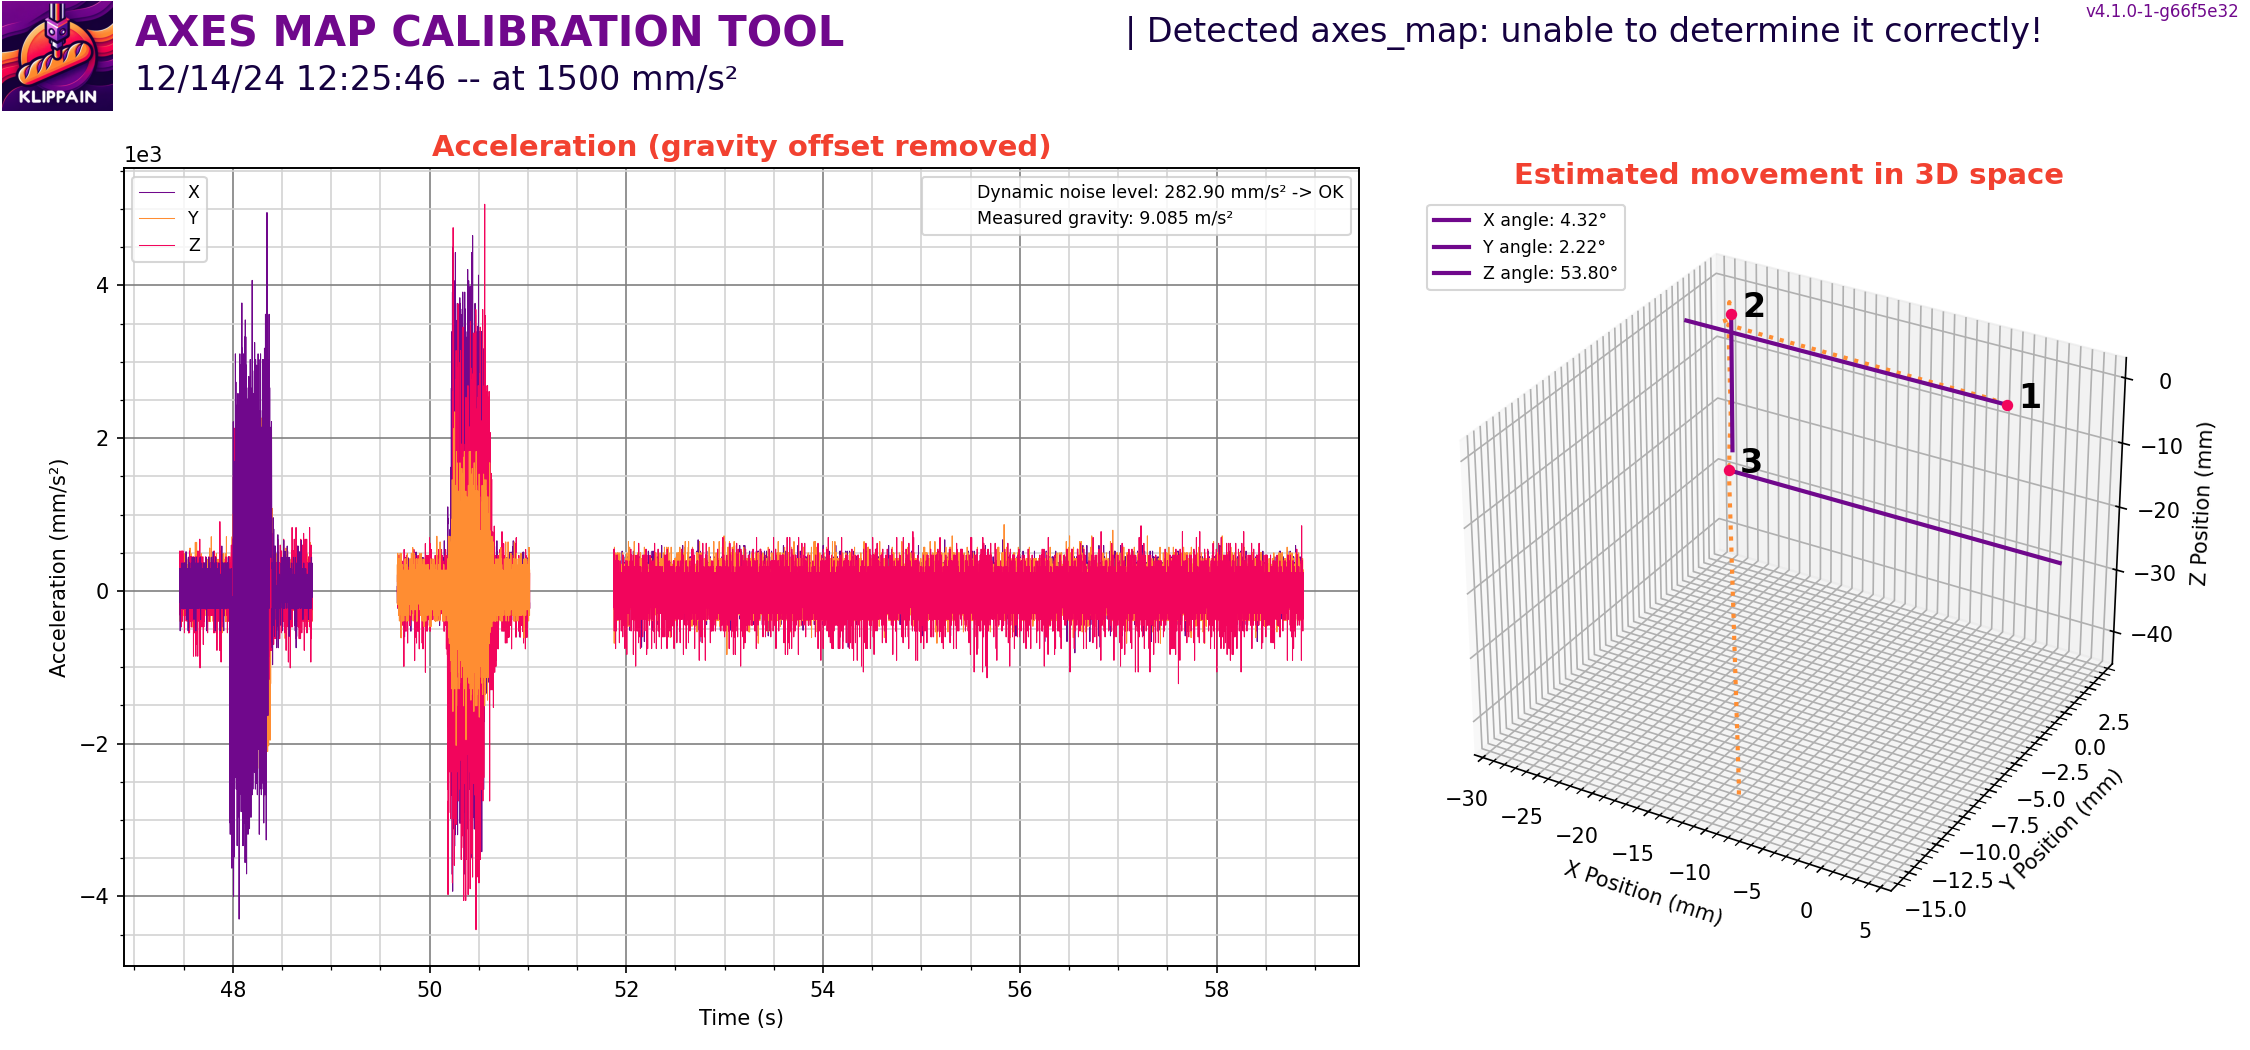 KLIPPAIN
AXES MAP CALIBRATION TOOL
12/14/24 12:25:46 -- at 1500 mm/s²
| Detected axes_map: unable to determine it correctly!
v4.1.0-1-g66f5e32
Acceleration (gravity offset removed)
1e3
X
Y
Z
Dynamic noise level: 282.90 mm/s² -> OK
Measured gravity: 9.085 m/s²
4
2
0
−2
−4
Acceleration (mm/s²)
48
50
52
54
56
58
Time (s)
Estimated movement in 3D space
X angle: 4.32°
Y angle: 2.22°
Z angle: 53.80°
2
1
3
0
−10
−20
−30
−40
Z Position (mm)
2.5
0.0
−2.5
−5.0
−7.5
−10.0
−12.5
−15.0
Y Position (mm)
−30
−25
−20
−15
−10
−5
0
5
X Position (mm)